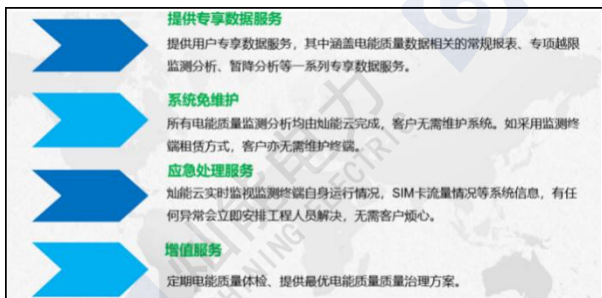 提供专享数据服务
提供用户专享数据服务，其中涵盖电能质量数据相关的常规报表、专项越限
监测分析、暂降分析等一系列专享数据服务。
系统免维护
所有电能质量监测分析均由灿能云完成，客户无需维护系统。如采用监测终
端租赁方式，客户亦无需维护终端。
应急处理服务
灿能云实时监视监测终端自身运行情况，SIM卡流量情况等系统信息，有任
何异常会立即安排工程人员解决，无需客户烦心。
增值服务
定期电能质量体检、提供最优电能质量质量治理方案。
灿能电力
SHINING ELECTRIC